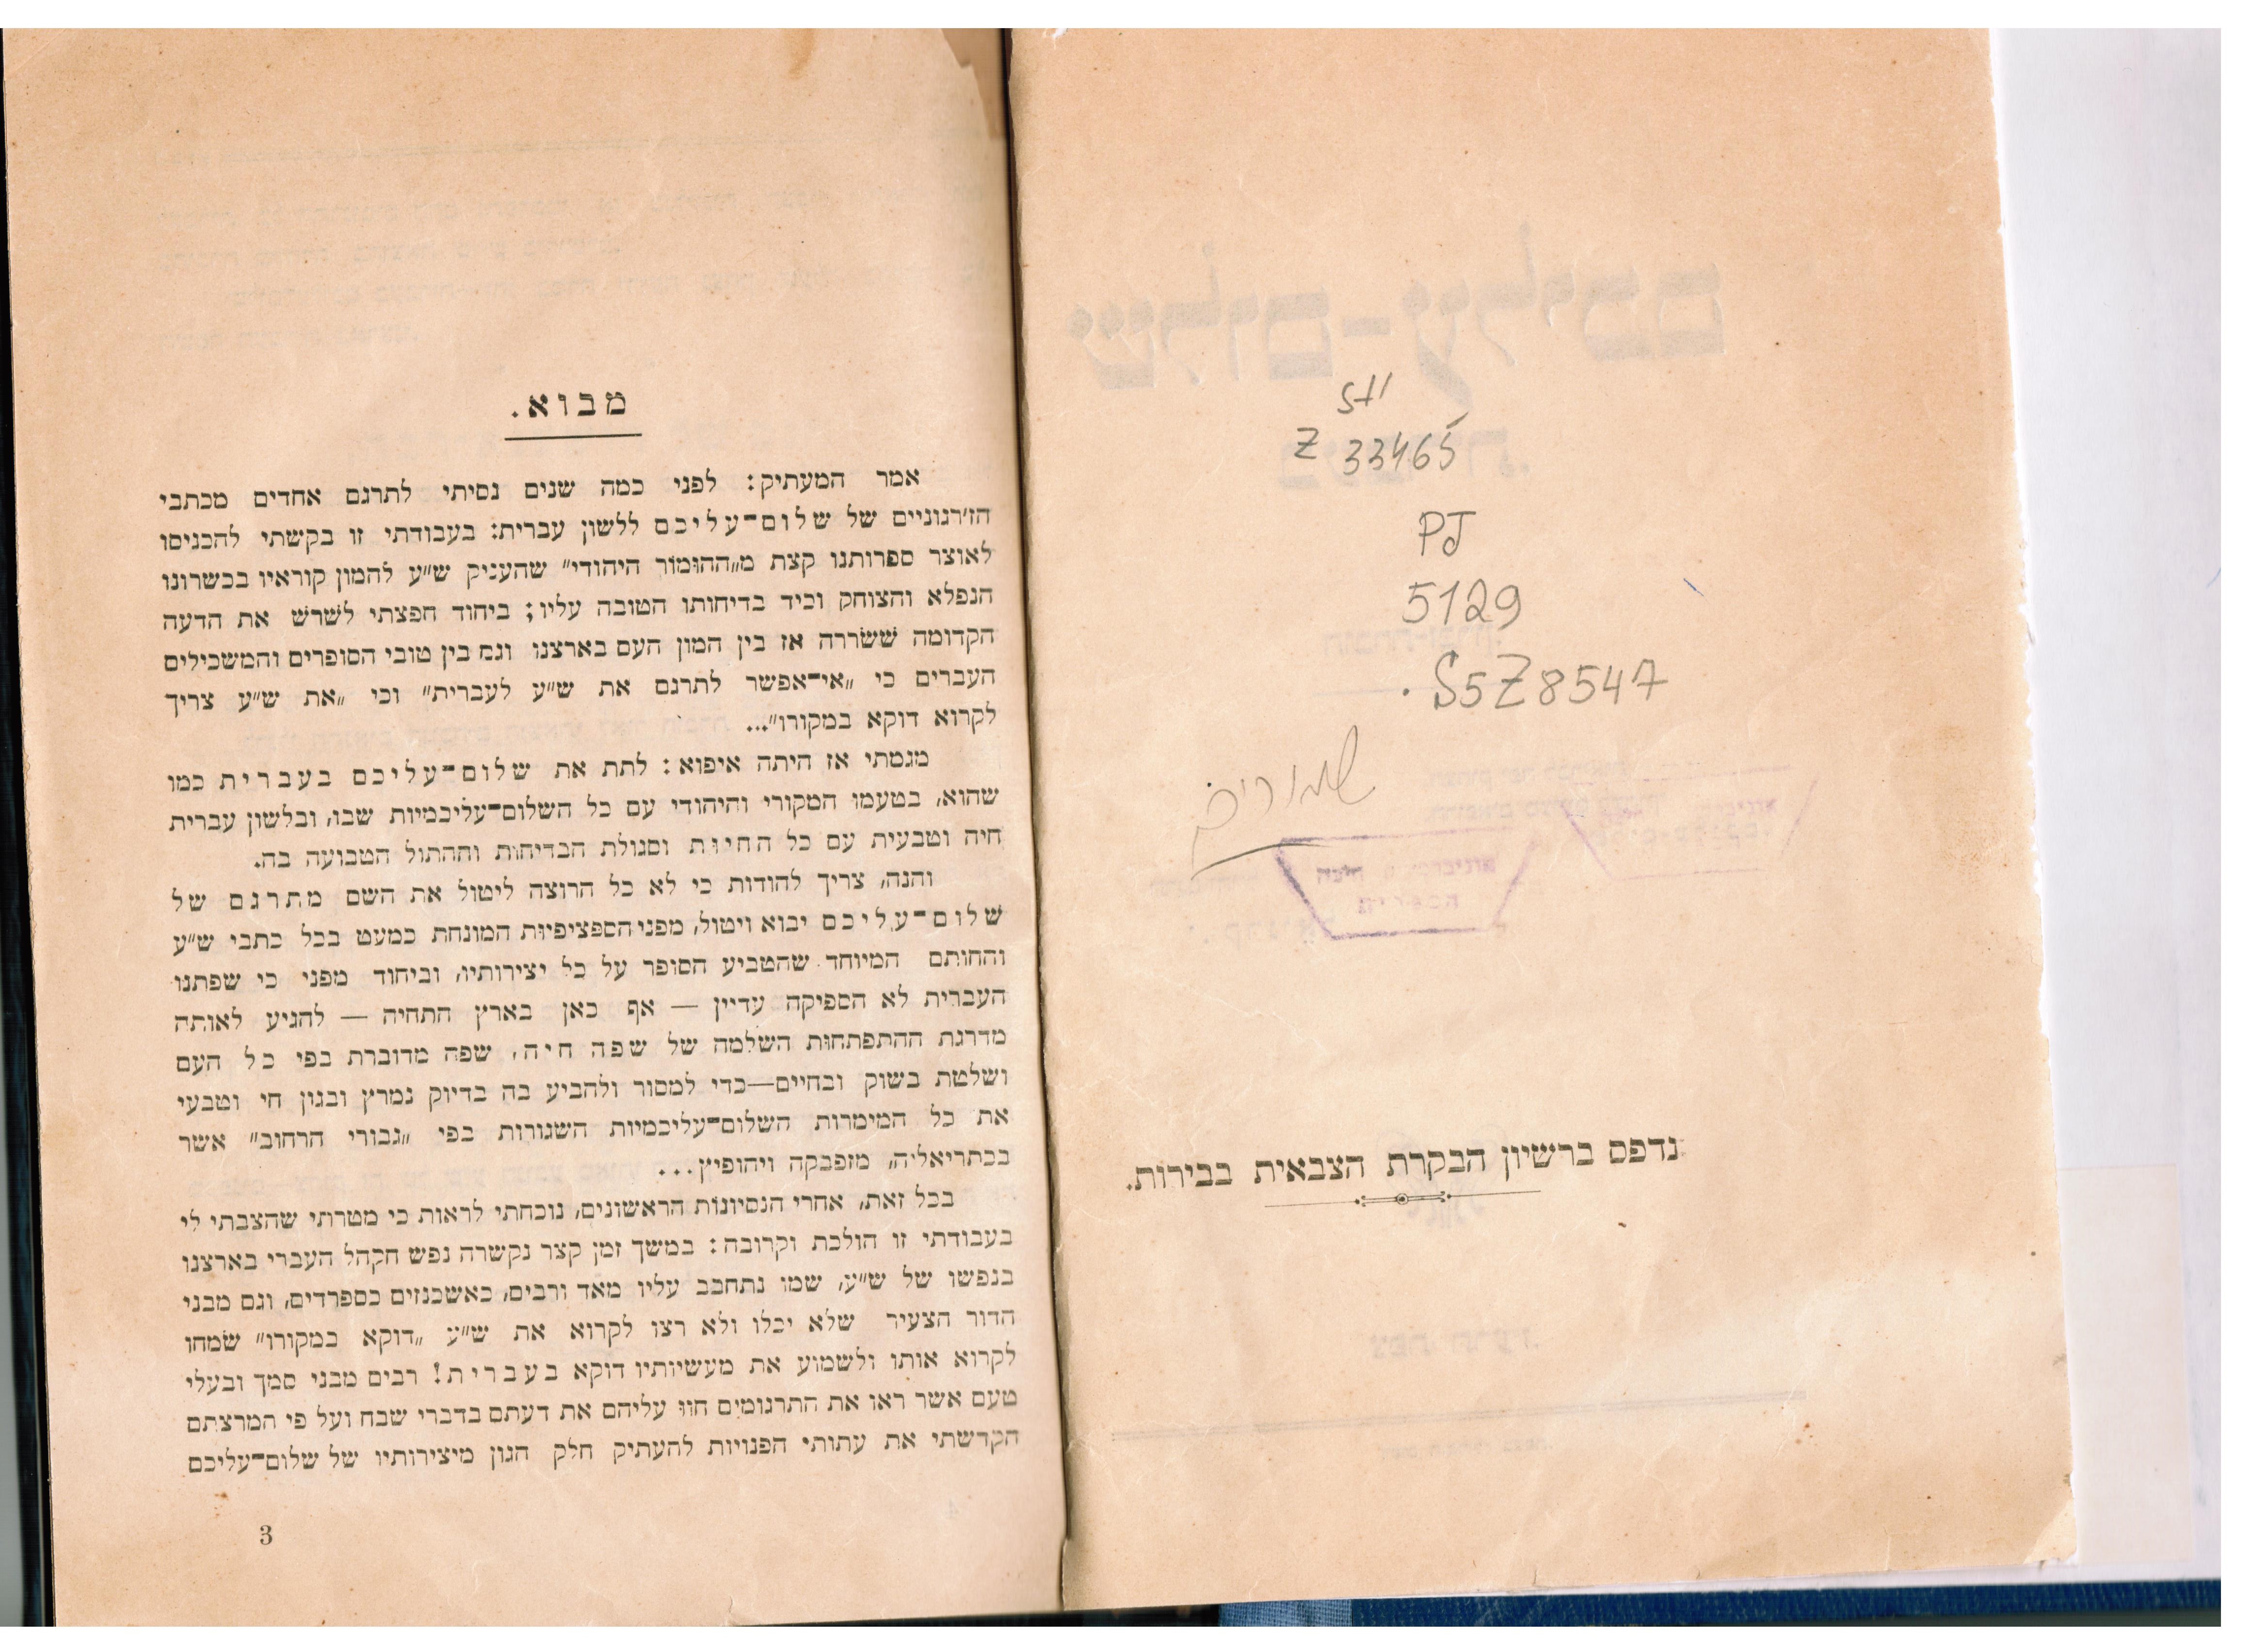 S41
Z 33465
PJ
5129
.S5Z8547
שמורים
נדפס ברשיון הבקרת הצבאית בבירות.
מבוא.
אמר המעתיק: לפני כמה שנים נסיתי לתרגם אחדים מכתבי
הז׳רגוניים של שלום־עליכם ללשון עברית: בעבודתי זו בקשתי להכניסו
לאוצר ספרותנו קצת מ„ההוּמוֹר היהודי״ שהעניק ש״ע להמון קוראיו בכשרונו
הנפלא והצוחק וכיד בדיחותו הטובה עליו; ביחוד חפצתי לשׁרשׁ את הדעה
הקדומה ששׂררה אז בין המון העם בארצנו וגם בין טובי הסופרים והמשכילים
העברים כי „אי־אפשר לתרגם את ש״ע לעברית״ וכי „את ש״ע צריך
לקרוא דוקא במקורו״...
מגמתי אז היתה איפוא: לתת את שלום־עליכם בעברית כמו
שהוא, בטעמו המקורי והיהודי עם כל השלום־עליכמיות שבו, ובלשון עברית
חיה וטבעית עם כל החיוּת וסגולת הבדיחות וההתול הטבועה בה.
והנה, צריך להודות כי לא כל הרוצה ליטול את השם מתרגם של
שלום־עליכם יבוא ויטול, מפני הספציפיוּת המונחת כמעט בכל כתבי ש״ע
והחותם המיוחד שהטביע הסופר על כל יצירותיו, וביחוד מפני כי שפתנו
העברית לא הספיקה עדיין — אף כאן בארץ התחיה — להגיע לאותה
מדרגת ההתפתחוּת השלמה של שפה חיה, שפה מדוברת בפי כל העם
ושלטת בשוק ובחיים—כדי למסור ולהביע בה בדיוק נמרץ ובגון חי וטבעי
את כל המימרות השלום־עליכמיות השגורות בפי „גבורי הרחוב״ אשר
בכתריאליה, מזפבקה ויהופיץ...
בכל זאת, אחרי הנסיונות הראשונים, נוכחתי לראות כי מטרתי שהצבתי לי
בעבודתי זו הולכת וקרובה: במשך זמן קצר נקשרה נפש הקהל העברי בארצנו
בנפשו של ש״ע, שמו נתחבב עליו מאד ורבים, כאשכנזים כספרדים, וגם מבני
הדור הצעיר שלא יכלו ולא רצו לקרוא את ש״ע „דוקא במקורו״ שׂמחו
לקרוא אותו ולשמוע את מעשיותיו דוקא בעברית! רבים מבני סמך ובעלי
טעם אשר ראו את התרגומים חווּ עליהם את דעתם בדברי שבח ועל פי המרצתם
הקדשתי את עתותי הפנויות להעתיק חלק הגון מיצירותיו של שלום־עליכם
3